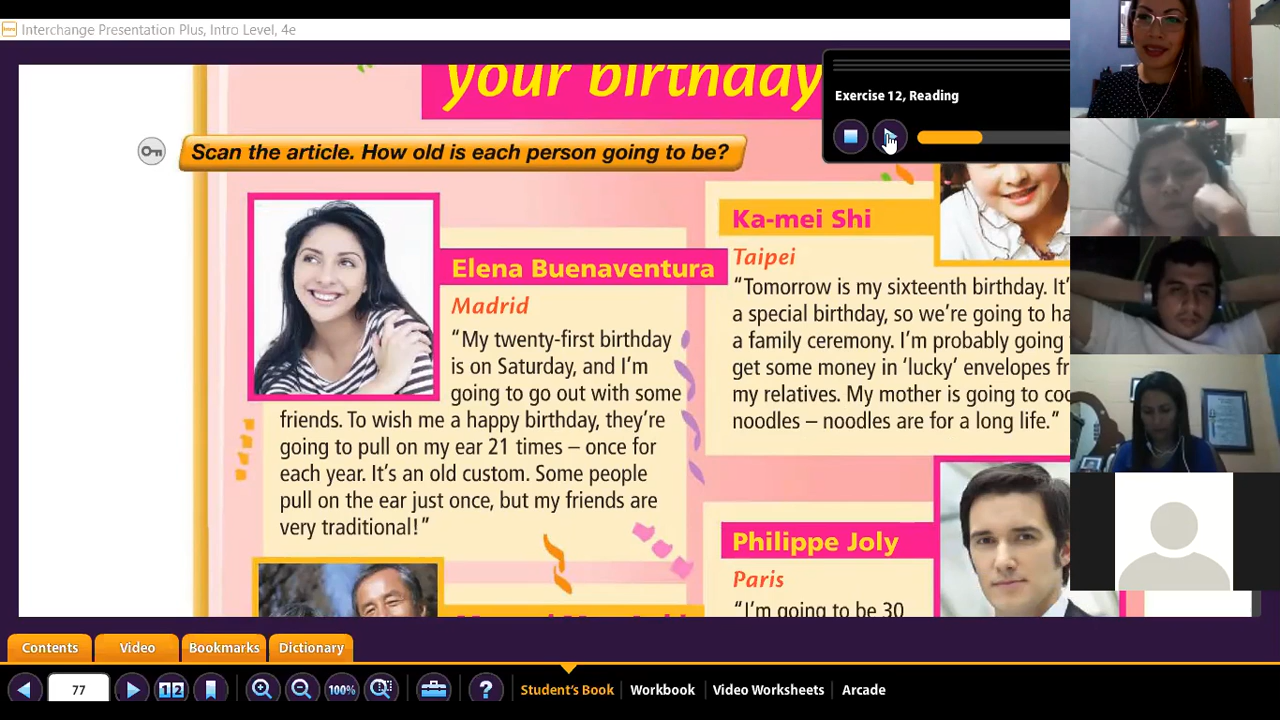 Interchange Presentation Plus, Intro Level, 4e
your birthday
Exercise 12, Reading
Scan the article. How old is each person going to be?
Elena Buenaventura
Madrid
“My twenty-first birthday
is on Saturday, and I’m
going to go out with some
friends. To wish me a happy birthday, they’re
going to pull on my ear 21 times – once for
each year. It’s an old custom. Some people
pull on the ear just once, but my friends are
very traditional!”
Ka-mei Shi
Taipei
“Tomorrow is my sixteenth birthday. It’
a special birthday, so we’re going to ha
a family ceremony. I’m probably going
get some money in ‘lucky’ envelopes fr
my relatives. My mother is going to coo
noodles – noodles are for a long life.”
Philippe Joly
Paris
“I’m going to be 30
Contents
Video
Bookmarks
Dictionary
77
12
100%
?
Student's Book
Workbook
Video Worksheets
Arcade